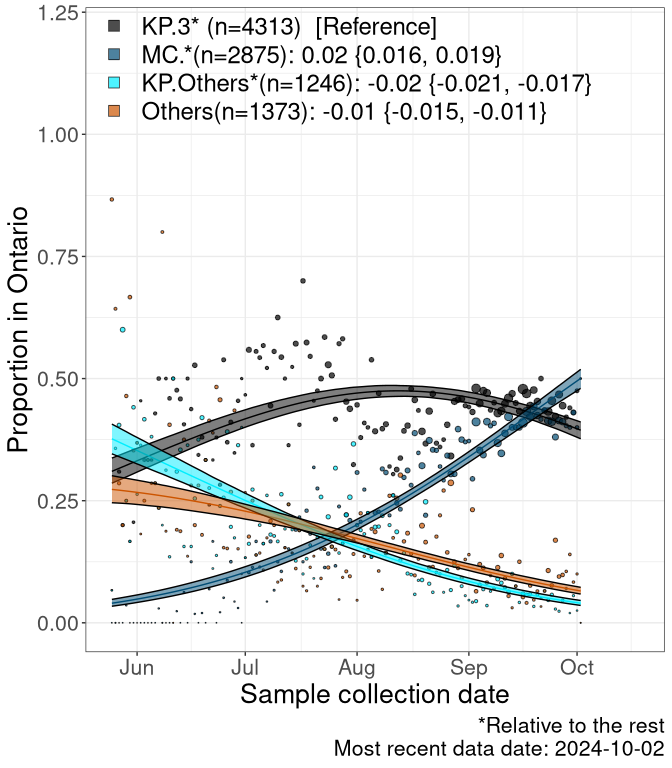 KP.3* (n=4313)  [Reference]
MC.*(n=2875): 0.02 {0.016, 0.019}
KP.Others*(n=1246): -0.02 {-0.021, -0.017}
Others(n=1373): -0.01 {-0.015, -0.011}
Proportion in Ontario
1.25
1.00
0.75
0.50
0.25
0.00
Jun Jul Aug Sep Oct
Sample collection date
*Relative to the rest
Most recent data date: 2024-10-02